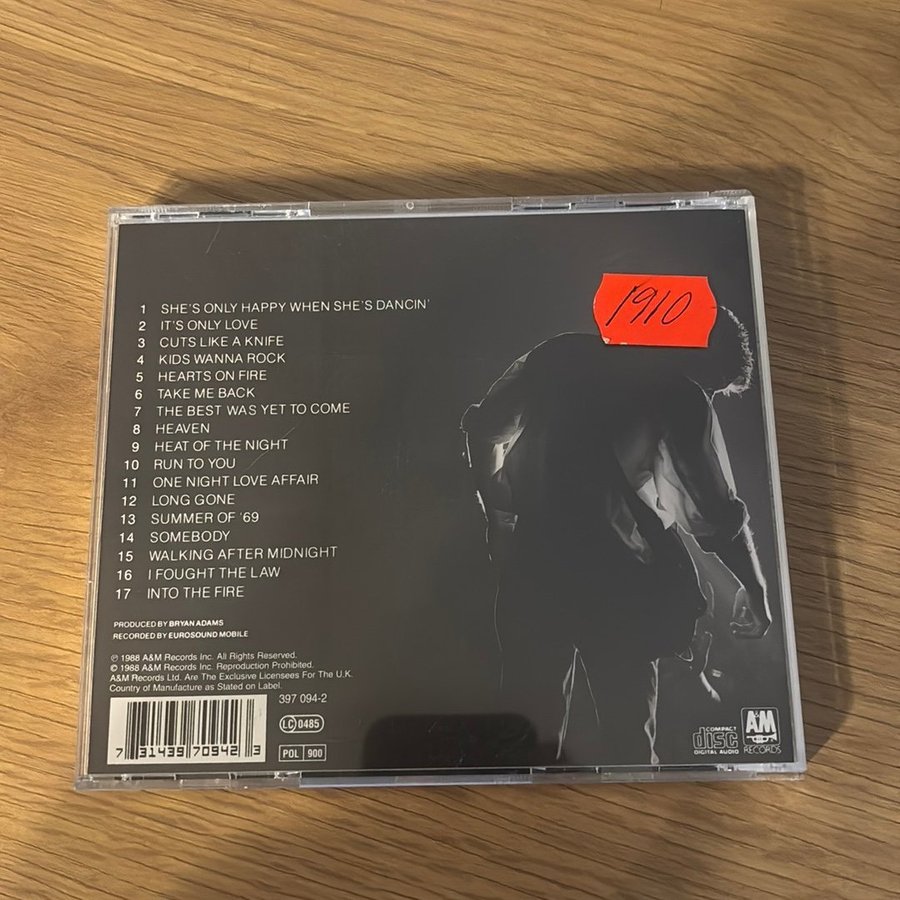 1910
1 SHE'S ONLY HAPPY WHEN SHE'S DANCIN'
2 IT'S ONLY LOVE
3 CUTS LIKE A KNIFE
4 KIDS WANNA ROCK
5 HEARTS ON FIRE
6 TAKE ME BACK
7 THE BEST WAS YET TO COME
8 HEAVEN
9 HEAT OF THE NIGHT
10 RUN TO YOU
11 ONE NIGHT LOVE AFFAIR
12 LONG GONE
13 SUMMER OF '69
14 SOMEBODY
15 WALKING AFTER MIDNIGHT
16 I FOUGHT THE LAW
17 INTO THE FIRE
PRODUCED BY BRYAN ADAMS
RECORDED BY EUROSOUND MOBILE
℗ 1988 A&M Records Inc. All Rights Reserved.
© 1988 A&M Records Inc. Reproduction Prohibited.
A&M Records Ltd. Are The Exclusive Licensees For The U.K.
Country of Manufacture as Stated on Label.
397 094-2
LC 0485
POL 900
7 31439 70942 3
COMPACT
disc
DIGITAL AUDIO
A&M
RECORDS